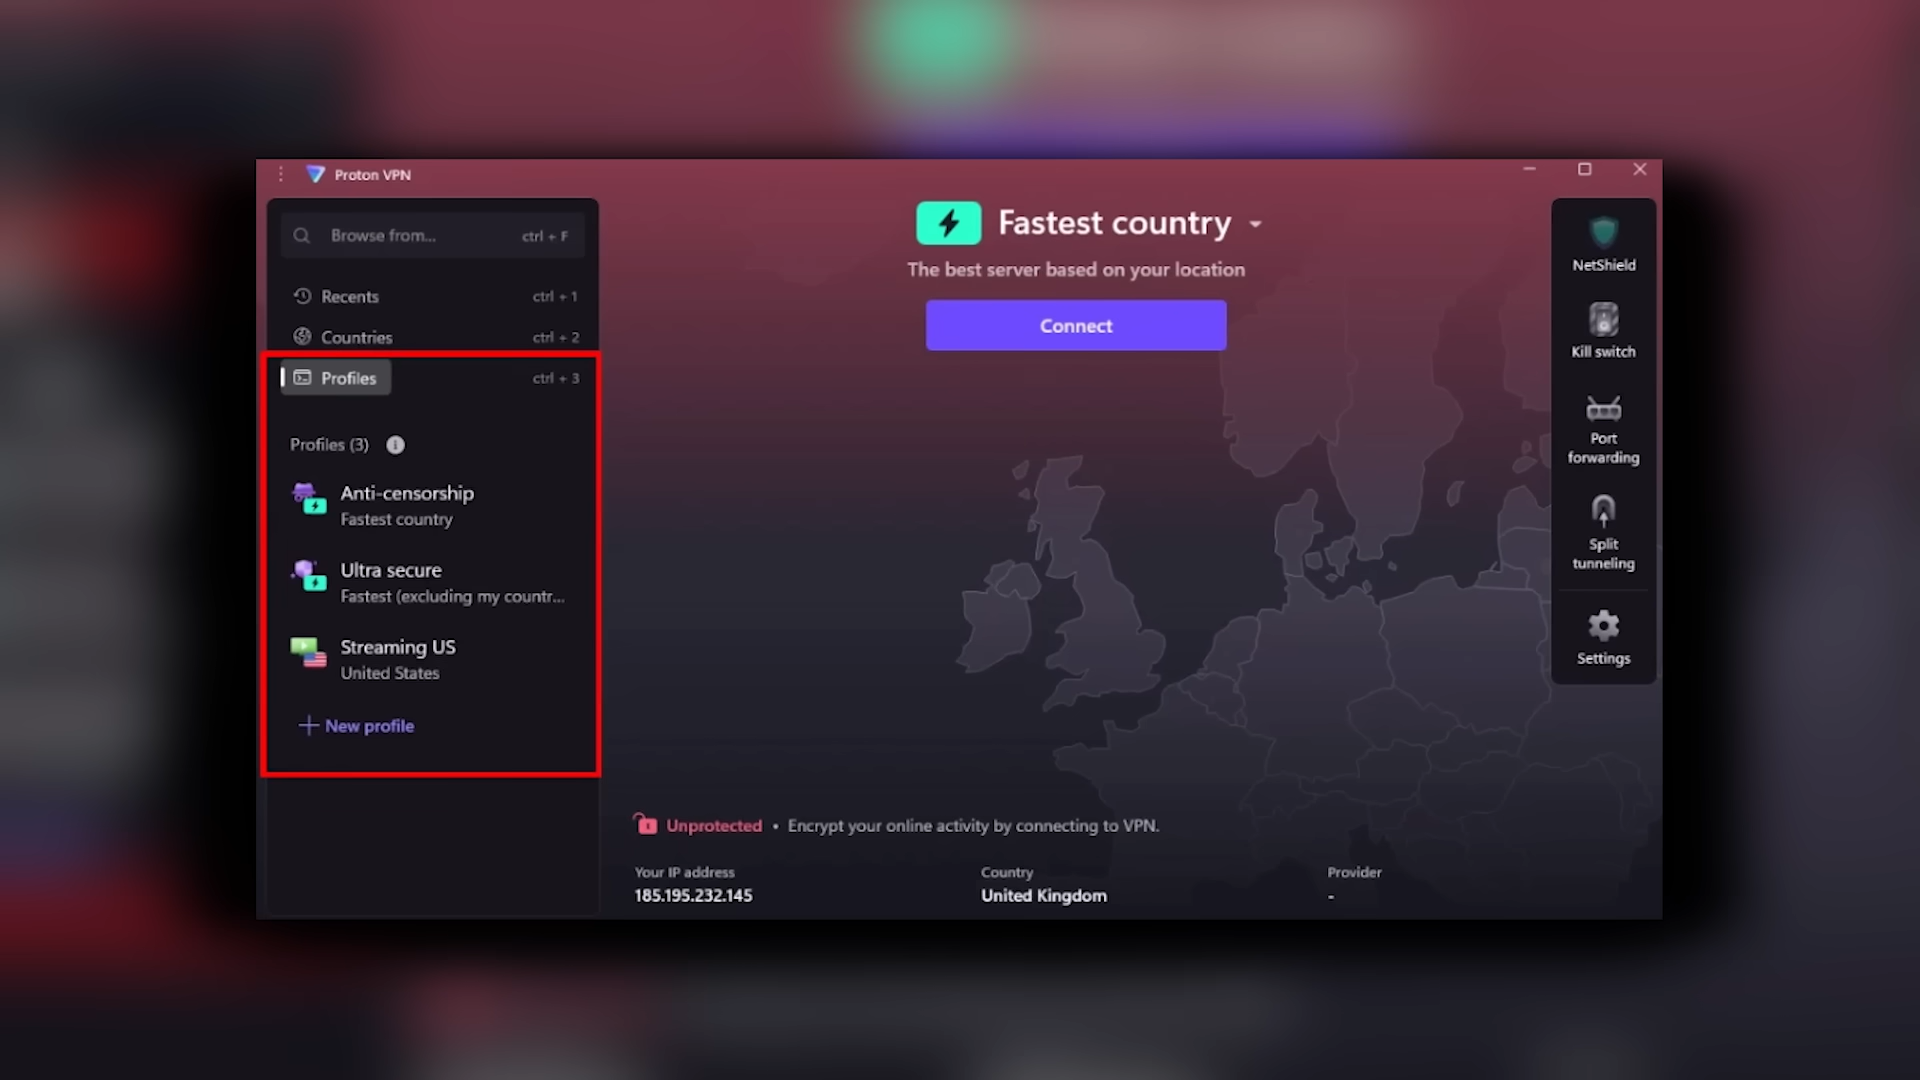 Proton VPN
Browse from... ctrl + F
Recents ctrl + 1
Countries ctrl + 2
Profiles ctrl + 3
Profiles (3)
Anti-censorship
Fastest country
Ultra secure
Fastest (excluding my countr...
Streaming US
United States
New profile
Fastest country
The best server based on your location
Connect
Unprotected • Encrypt your online activity by connecting to VPN.
Your IP address
185.195.232.145
Country
United Kingdom
Provider
-
NetShield
Kill switch
Port
forwarding
Split
tunneling
Settings